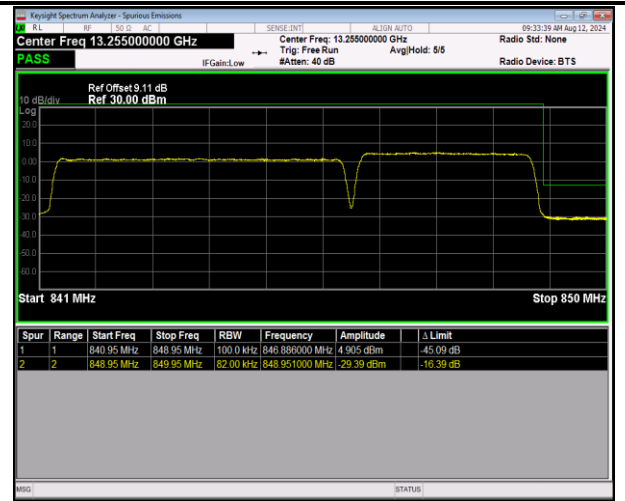 Keysight Spectrum Analyzer - Spurious Emissions
RL RF 50 Ω AC SENSE:INT ALIGN AUTO 09:33:39 AM Aug 12, 2024
Center Freq 13.255000000 GHz Center Freq: 13.255000000 GHz Radio Std: None
Trig: Free Run Avg|Hold: 5/5
PASS IFGain:Low #Atten: 40 dB Radio Device: BTS
Ref Offset 9.11 dB
10 dB/div Ref 30.00 dBm
Log
20.0
10.0
0.00
-10.0
-20.0
-30.0
-40.0
-50.0
-60.0
Start 841 MHz Stop 850 MHz
Spur Range Start Freq Stop Freq RBW Frequency Amplitude Δ Limit
1 1 840.95 MHz 848.95 MHz 100.0 kHz 846.886000 MHz 4.905 dBm -45.09 dB
2 2 848.95 MHz 849.95 MHz 82.00 kHz 848.951000 MHz -29.39 dBm -16.39 dB
MSG STATUS